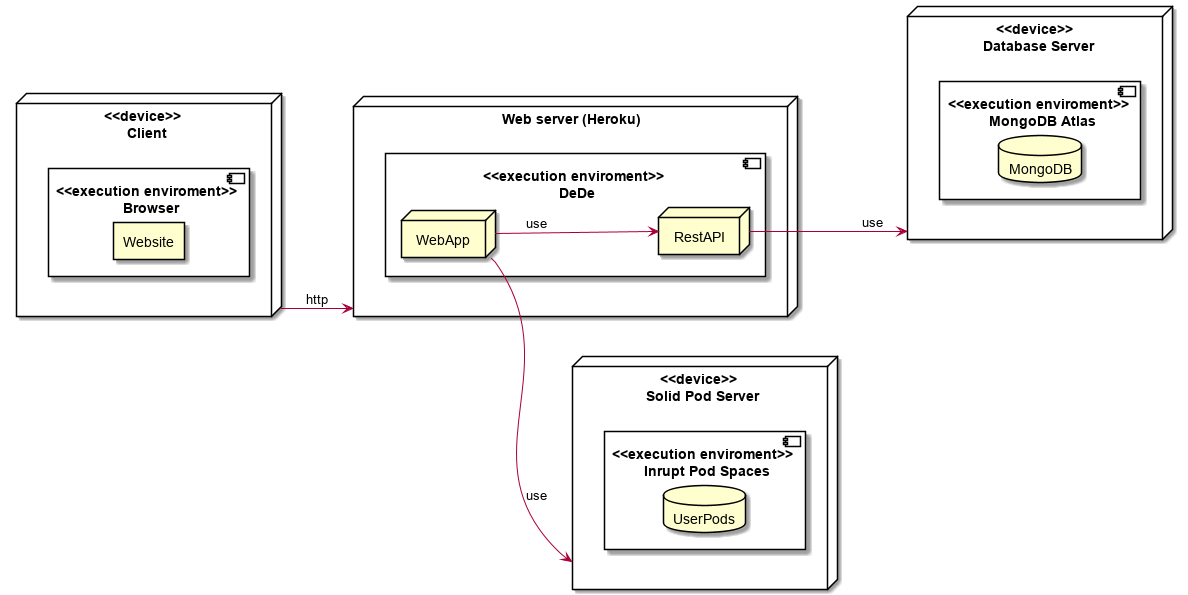 <<device>>
Client
<<execution enviroment>>
Browser
Website
http
Web server (Heroku)
<<execution enviroment>>
DeDe
WebApp
use
RestAPI
use
<<device>>
Database Server
<<execution enviroment>>
MongoDB Atlas
MongoDB
use
<<device>>
Solid Pod Server
<<execution enviroment>>
Inrupt Pod Spaces
UserPods